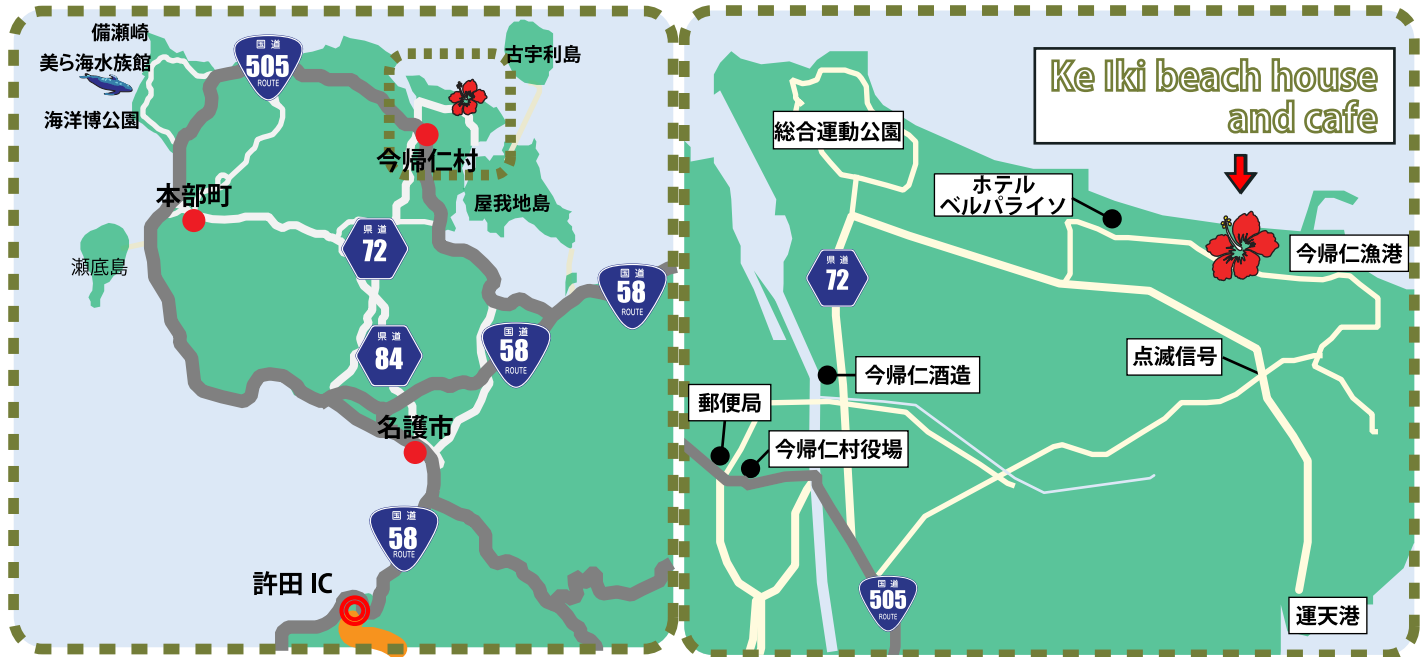 備瀬崎
美ら海水族館
海洋博公園
国道
505
ROUTE
古宇利島
今帰仁村
本部町
屋我地島
瀬底島
県道
72
国道
58
ROUTE
国道
58
ROUTE
県道
84
名護市
国道
58
ROUTE
許田 IC
Ke Iki beach house
and cafe
総合運動公園
ホテル
ベルパライソ
今帰仁漁港
県道
72
点滅信号
今帰仁酒造
郵便局
今帰仁村役場
国道
505
ROUTE
運天港